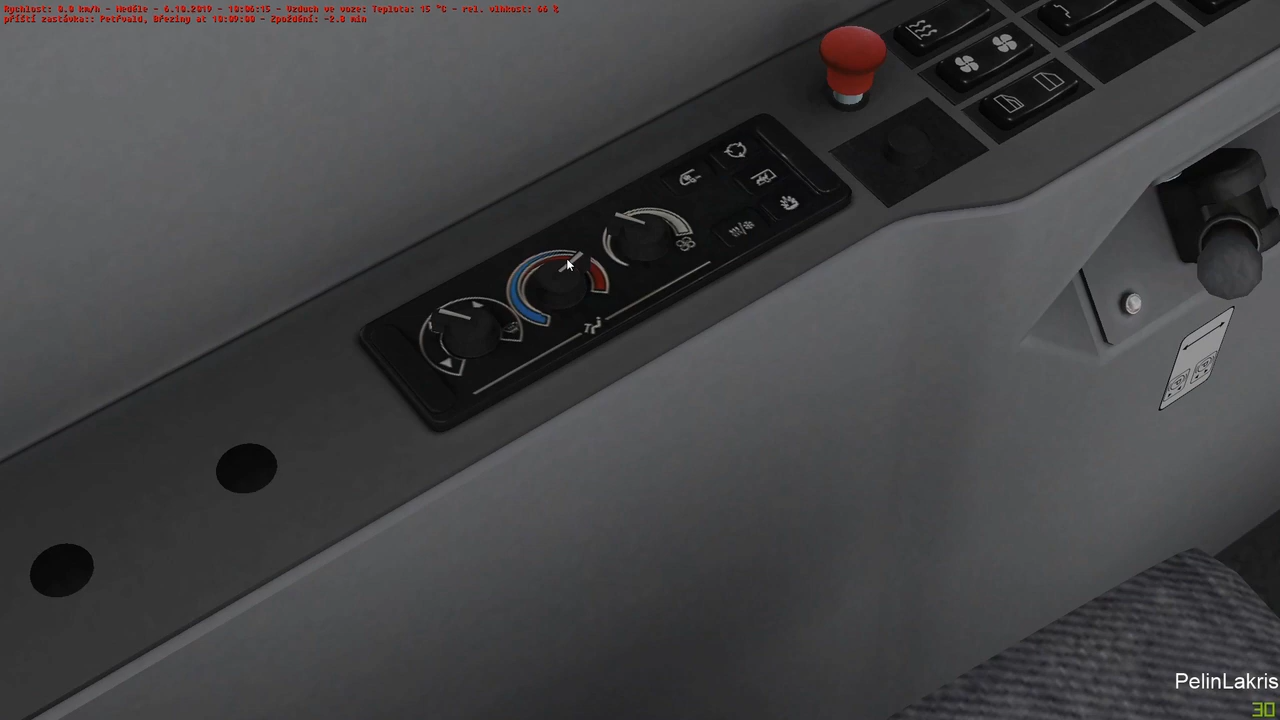 Rychlost: 0.0 km/h - Neděle - 6.10.2019 - 10:06:15 - Vzduch ve voze: Teplota: 15 °C - rel. vlhkost: 66 %
příští zastávka:: Petřvald, Březiny at 10:09:00 - Zpoždění: -2.8 min
PelinLakris
30